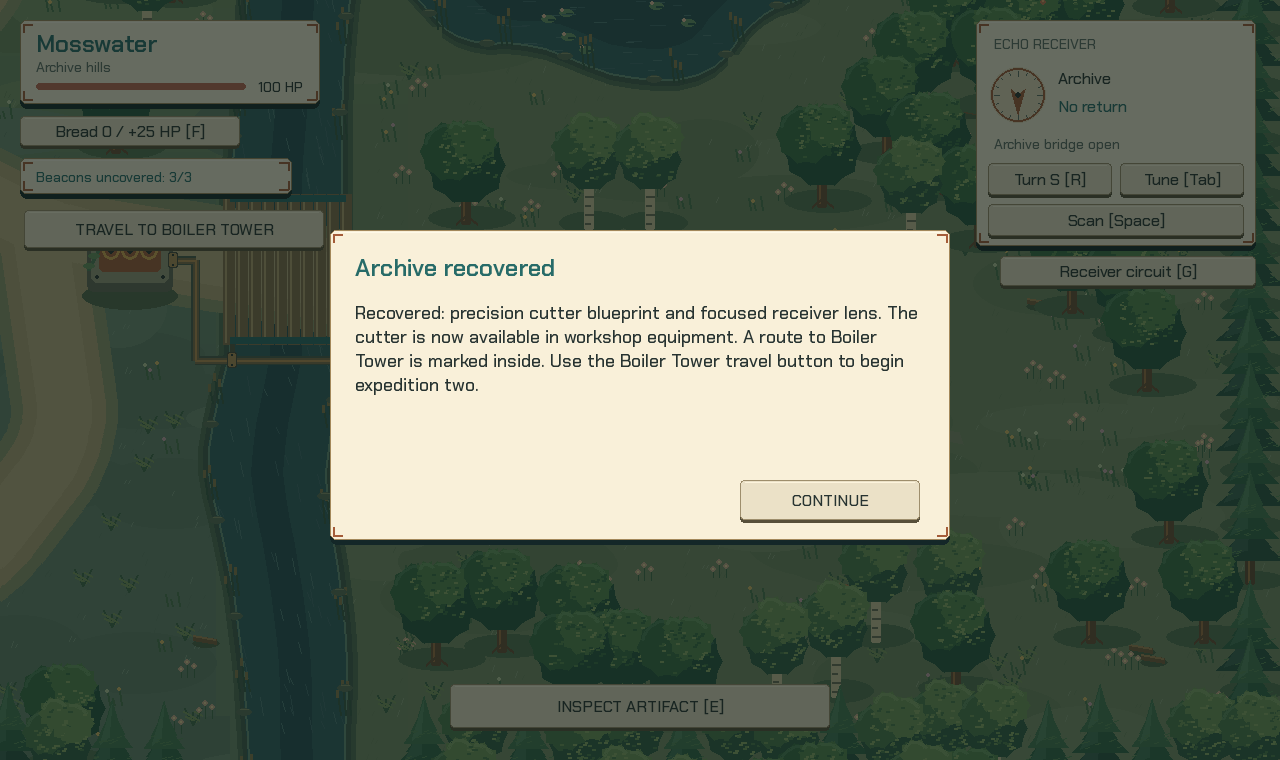 Mosswater
Archive hills
100 HP
Bread 0 / +25 HP [F]
Beacons uncovered: 3/3
TRAVEL TO BOILER TOWER
ECHO RECEIVER
Archive
No return
Archive bridge open
Turn S [R]
Tune [Tab]
Scan [Space]
Receiver circuit [G]
Archive recovered
Recovered: precision cutter blueprint and focused receiver lens. The
cutter is now available in workshop equipment. A route to Boiler
Tower is marked inside. Use the Boiler Tower travel button to begin
expedition two.
CONTINUE
INSPECT ARTIFACT [E]